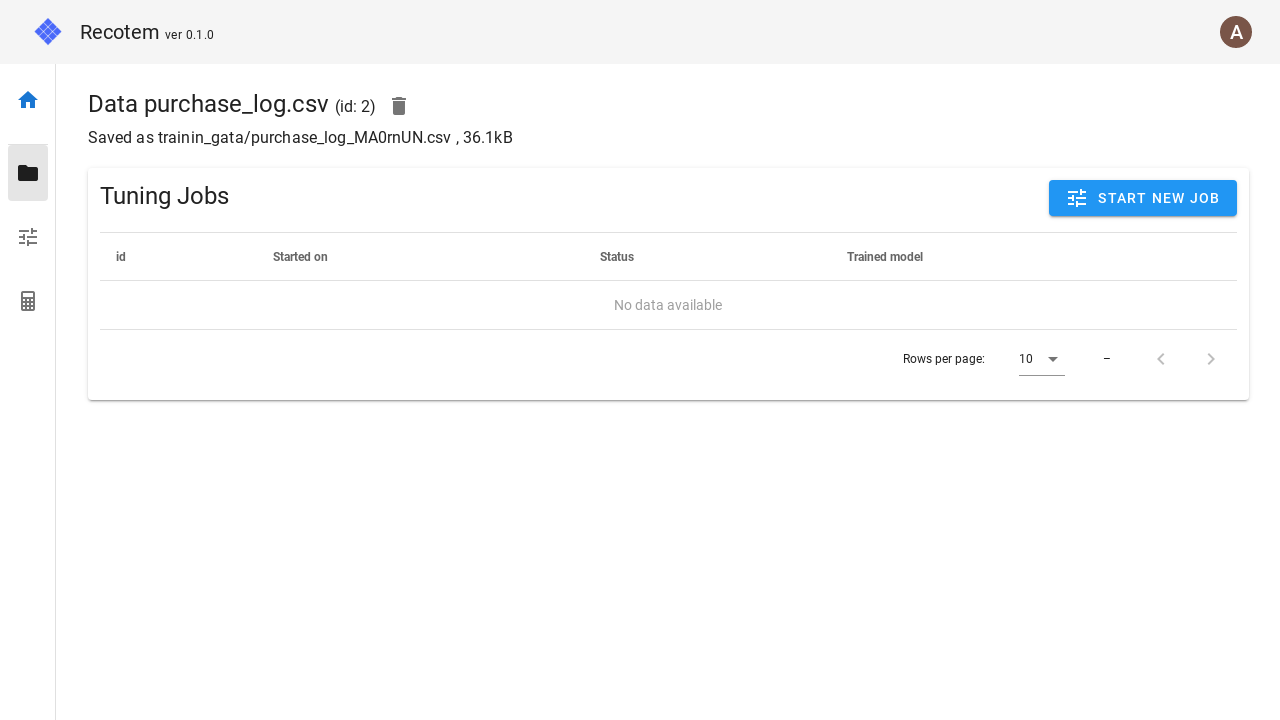 Recotem ver 0.1.0
A
Data purchase_log.csv (id: 2)
Saved as trainin_gata/purchase_log_MA0rnUN.csv , 36.1kB
Tuning Jobs
START NEW JOB
id Started on Status Trained model
No data available
Rows per page: 10 –